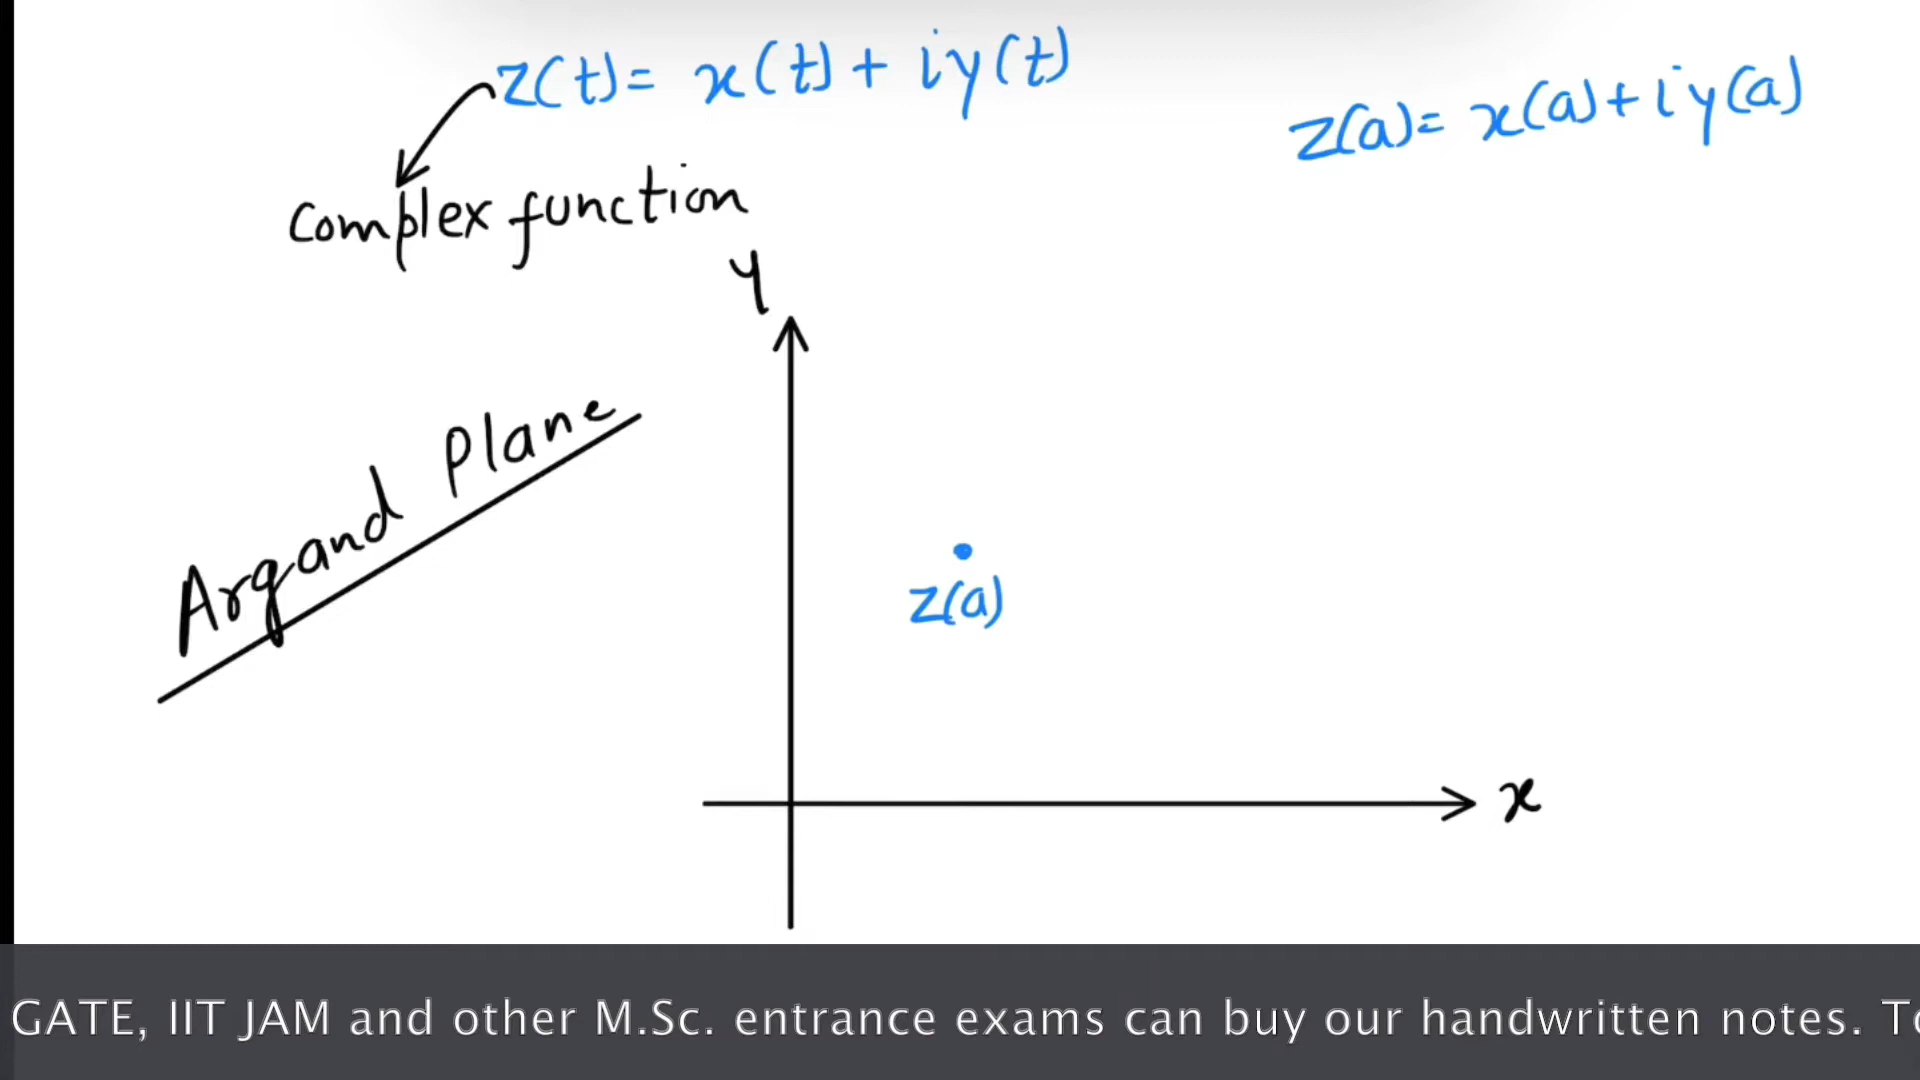 z(t)= x(t) + iy(t)
z(a)= x(a)+iy(a)
Complex function
y
Argand Plane
z(a)
x
GATE, IIT JAM and other M.Sc. entrance exams can buy our handwritten notes. To